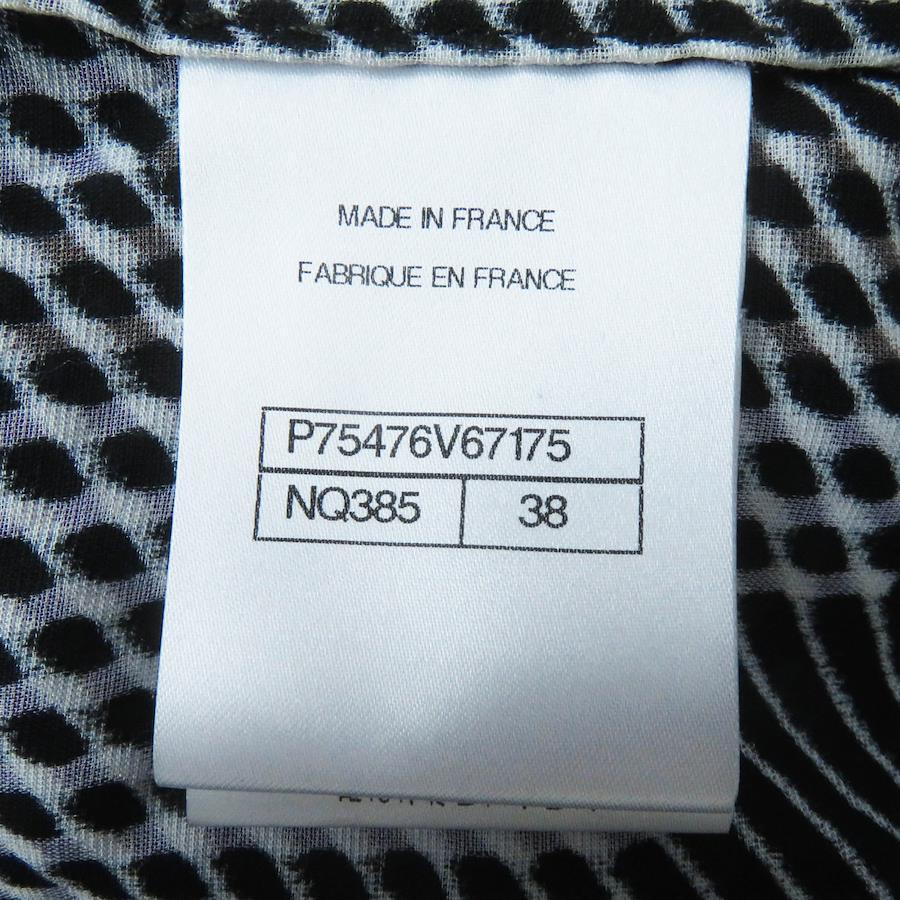 MADE IN FRANCE
FABRIQUE EN FRANCE
P75476V67175
NQ385 38